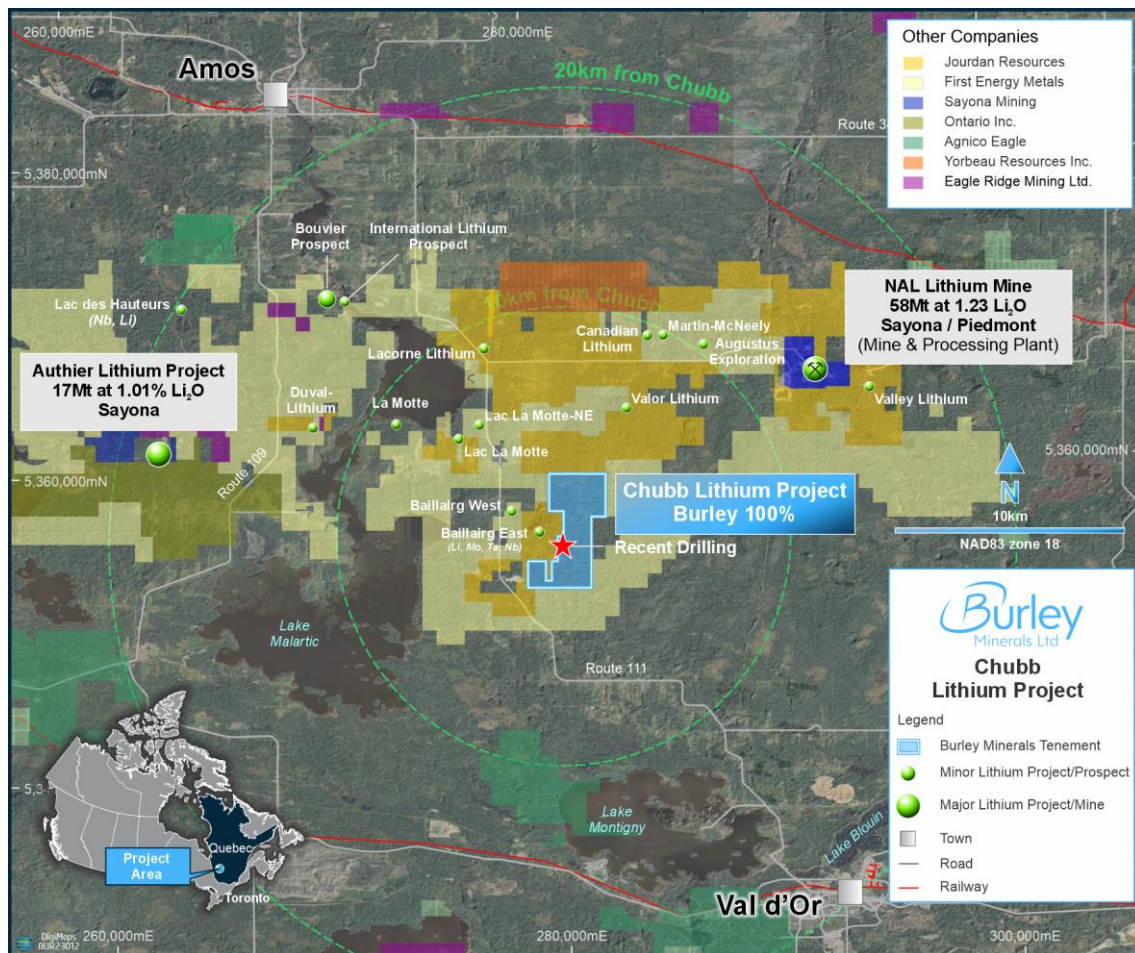 260,000mE
280,000mE
Amos
20km from Chubb
Route 3
5,380,000mN
Other Companies
Jourdan Resources
First Energy Metals
Sayona Mining
Ontario Inc.
Agnico Eagle
Yorbeau Resources Inc.
Eagle Ridge Mining Ltd.
Bouvier
Prospect
International Lithium
Prospect
Lac des Hauteurs
(Nb, Li)
10km from Chubb
Canadian
Lithium
Martin-McNeely
Augustus
Exploration
NAL Lithium Mine
58Mt at 1.23 Li₂O
Sayona / Piedmont
(Mine & Processing Plant)
Lacorne Lithium
Authier Lithium Project
17Mt at 1.01% Li₂O
Sayona
Duval-
Lithium
La Motte
Lac La Motte-NE
Valor Lithium
Valley Lithium
Lac La Motte
Route 109
5,360,000mN
5,360,000mN
Chubb Lithium Project
Burley 100%
Baillairg West
Baillairg East
(Li, Mo, Ta, Nb)
Recent Drilling
N
10km
NAD83 zone 18
Lake
Malartic
Route 111
Burley
Minerals Ltd
Chubb
Lithium Project
Legend
Burley Minerals Tenement
Minor Lithium Project/Prospect
Major Lithium Project/Mine
Town
Road
Railway
5,3
Lake
Montigny
Lake Blouin
Quebec
Project
Area
Toronto
Val d'Or
DigiMaps
BUR23012
260,000mE
280,000mE
300,000mE